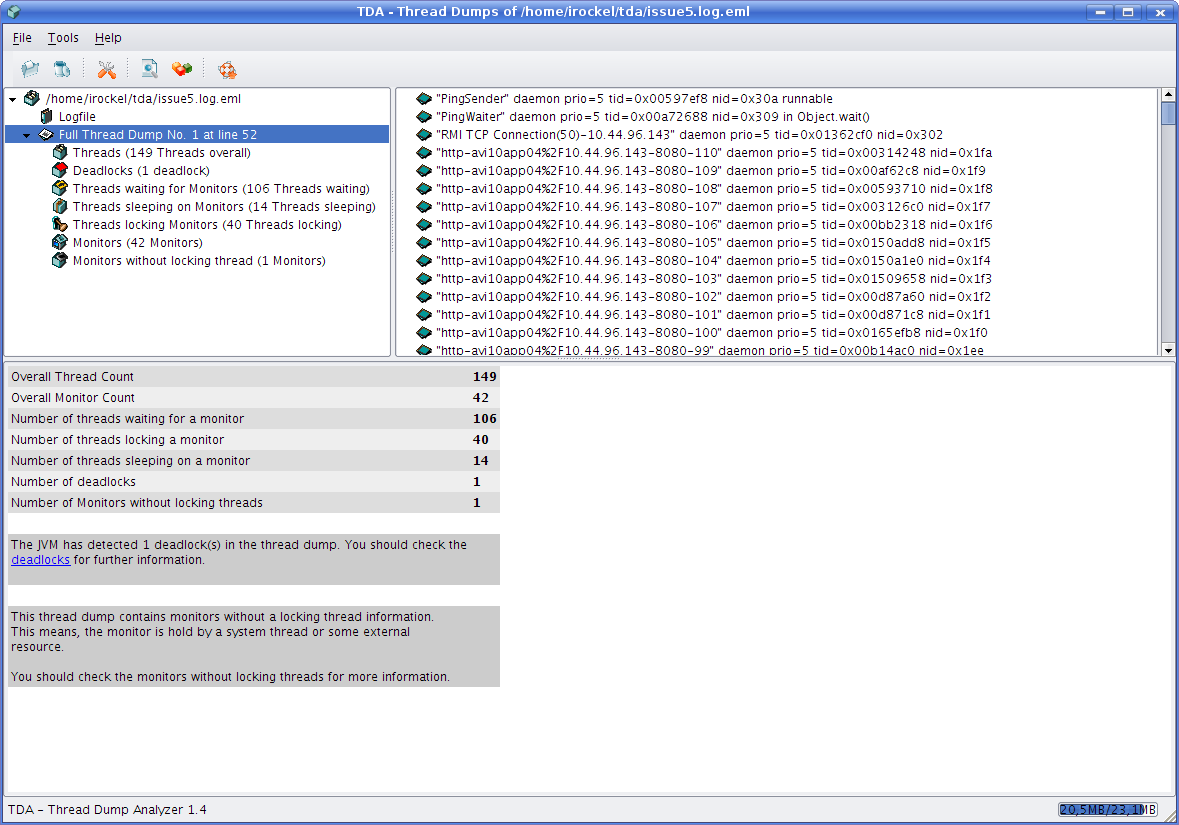 TDA - Thread Dumps of /home/irockel/tda/issue5.log.eml
File Tools Help
/home/irockel/tda/issue5.log.eml
Logfile
Full Thread Dump No. 1 at line 52
Threads (149 Threads overall)
Deadlocks (1 deadlock)
Threads waiting for Monitors (106 Threads waiting)
Threads sleeping on Monitors (14 Threads sleeping)
Threads locking Monitors (40 Threads locking)
Monitors (42 Monitors)
Monitors without locking thread (1 Monitors)
"PingSender" daemon prio=5 tid=0x00597ef8 nid=0x30a runnable
"PingWaiter" daemon prio=5 tid=0x00a72688 nid=0x309 in Object.wait()
"RMI TCP Connection(50)-10.44.96.143" daemon prio=5 tid=0x01362cf0 nid=0x302
"http-avi10app04%2F10.44.96.143-8080-110" daemon prio=5 tid=0x00314248 nid=0x1fa
"http-avi10app04%2F10.44.96.143-8080-109" daemon prio=5 tid=0x00af62c8 nid=0x1f9
"http-avi10app04%2F10.44.96.143-8080-108" daemon prio=5 tid=0x00593710 nid=0x1f8
"http-avi10app04%2F10.44.96.143-8080-107" daemon prio=5 tid=0x003126c0 nid=0x1f7
"http-avi10app04%2F10.44.96.143-8080-106" daemon prio=5 tid=0x00bb2318 nid=0x1f6
"http-avi10app04%2F10.44.96.143-8080-105" daemon prio=5 tid=0x0150add8 nid=0x1f5
"http-avi10app04%2F10.44.96.143-8080-104" daemon prio=5 tid=0x0150a1e0 nid=0x1f4
"http-avi10app04%2F10.44.96.143-8080-103" daemon prio=5 tid=0x01509658 nid=0x1f3
"http-avi10app04%2F10.44.96.143-8080-102" daemon prio=5 tid=0x00d87a60 nid=0x1f2
"http-avi10app04%2F10.44.96.143-8080-101" daemon prio=5 tid=0x00d871c8 nid=0x1f1
"http-avi10app04%2F10.44.96.143-8080-100" daemon prio=5 tid=0x0165efb8 nid=0x1f0
"http-avi10app04%2F10.44.96.143-8080-99" daemon prio=5 tid=0x00b14ac0 nid=0x1ee
Overall Thread Count 149
Overall Monitor Count 42
Number of threads waiting for a monitor 106
Number of threads locking a monitor 40
Number of threads sleeping on a monitor 14
Number of deadlocks 1
Number of Monitors without locking threads 1
The JVM has detected 1 deadlock(s) in the thread dump. You should check the
deadlocks for further information.
This thread dump contains monitors without a locking thread information.
This means, the monitor is hold by a system thread or some external
resource.
You should check the monitors without locking threads for more information.
TDA - Thread Dump Analyzer 1.4
20,5MB/23,1MB